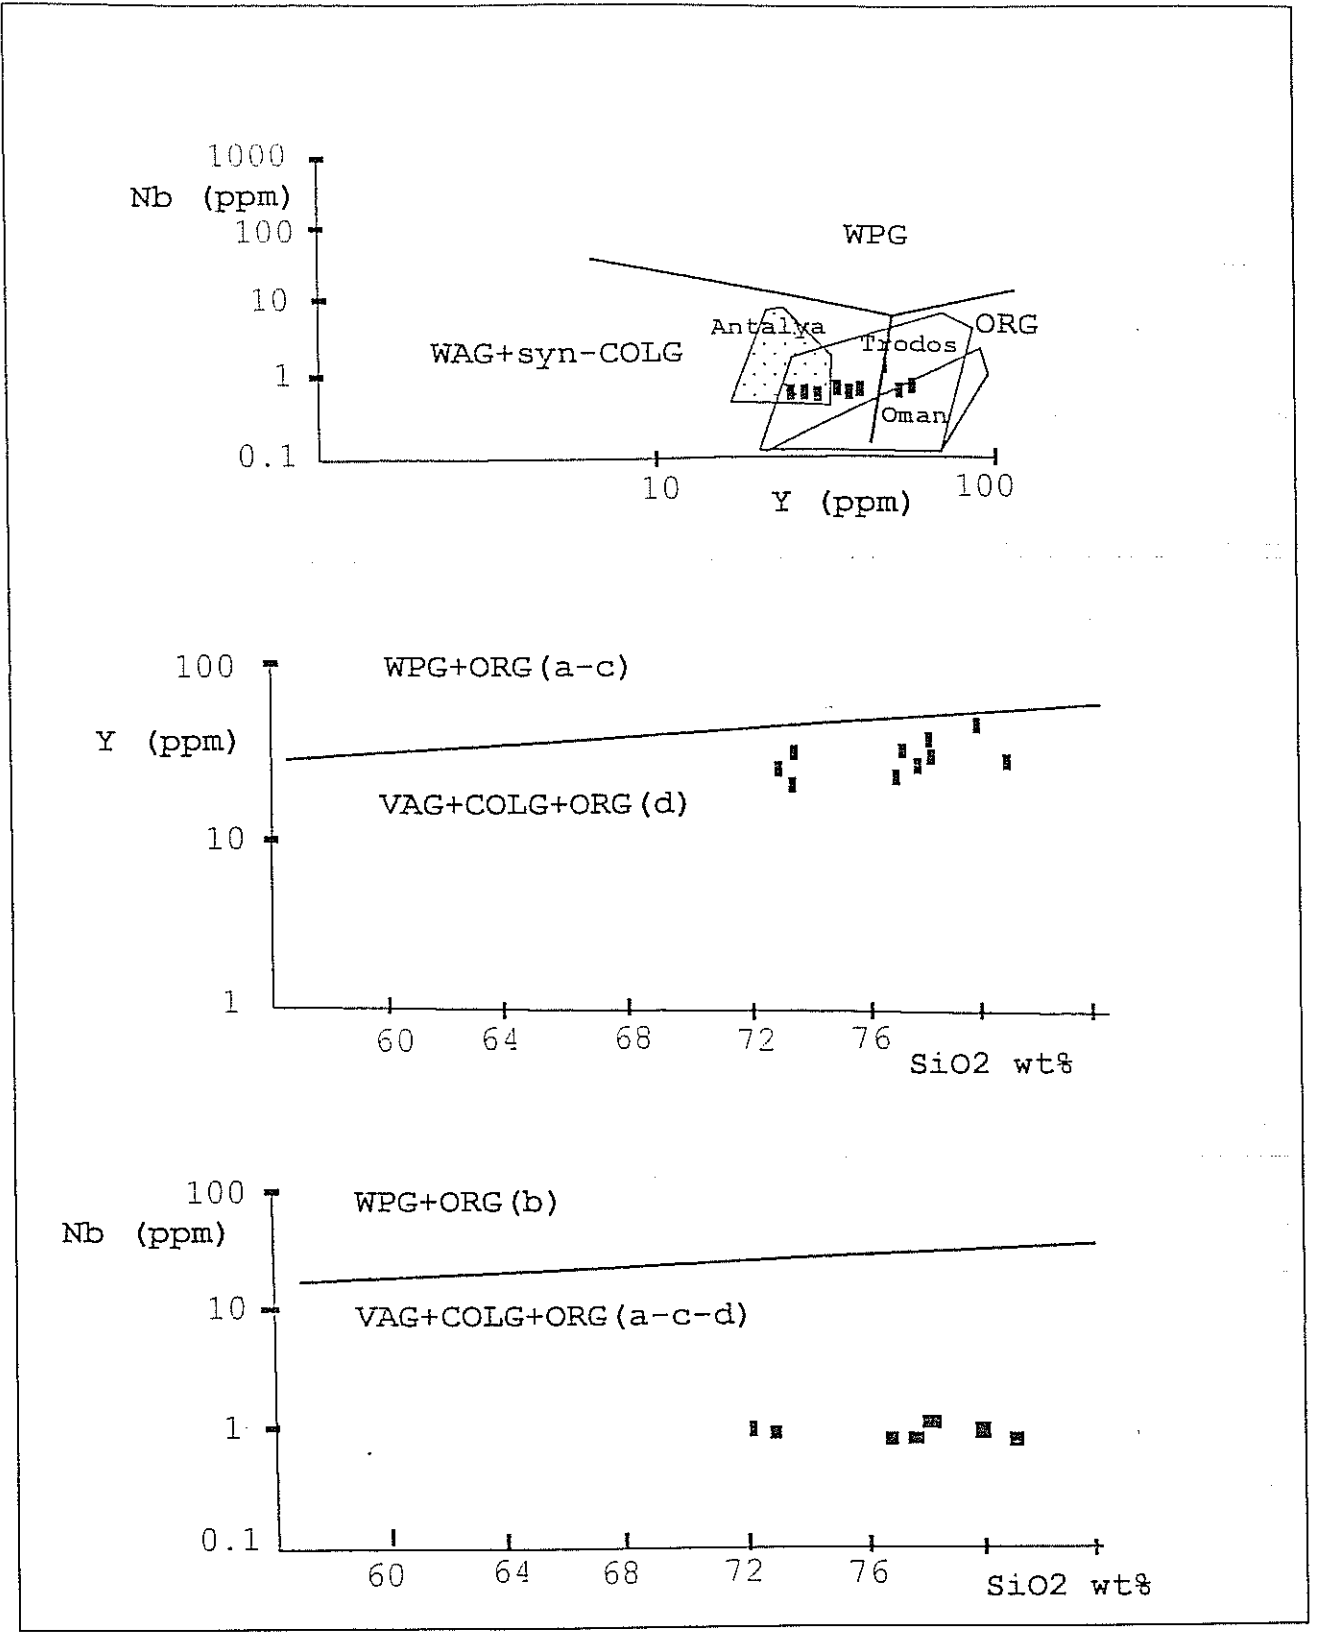 1000
Nb (ppm)
100
WPG
10
Antalya
ORG
Trodos
WAG+syn-COLG
1
Oman
0.1
10
100
Y (ppm)
100
WPG+ORG(a-c)
Y (ppm)
VAG+COLG+ORG(d)
10
1
60 64 68 72 76
SiO2 wt%
100
WPG+ORG(b)
Nb (ppm)
10
VAG+COLG+ORG(a-c-d)
1
0.1
60 64 68 72 76
SiO2 wt%